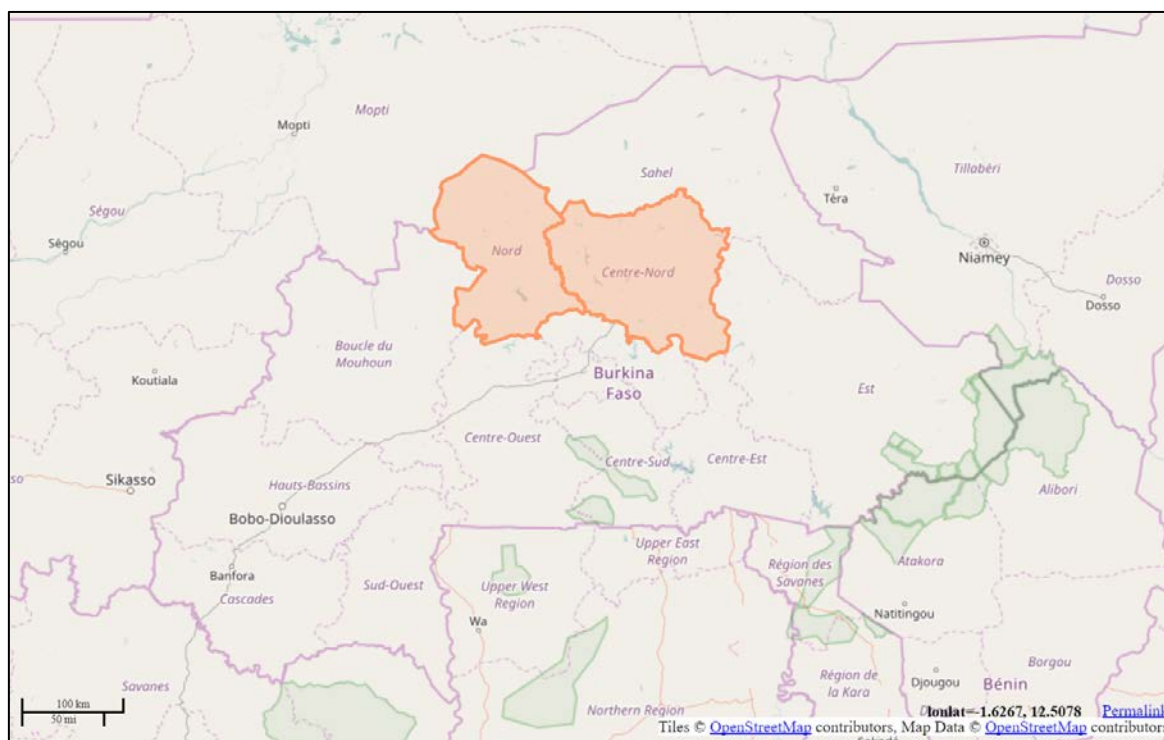 Mopti
Mopti
Sahel
Ségou
Ségou
Téra
Tillabéri
Nord
Centre-Nord
Niamey
Dosso
Dosso
Boucle du
Mouhoun
Koutiala
Burkina
Faso
Est
Centre-Ouest
Centre-Sud
Centre-Est
Sikasso
Hauts-Bassins
Bobo-Dioulasso
Alibori
Upper East
Region
Région des
Savanes
Atakora
Banfora
Cascades
Sud-Ouest
Upper West
Region
Wa
Natitingou
Savanes
Région de
la Kara
Djougou
Borgou
Bénin
Northern Region
100 km
50 mi
lonlat=-1.6267, 12.5078 Permalink
Tiles © OpenStreetMap contributors, Map Data © OpenStreetMap contributors